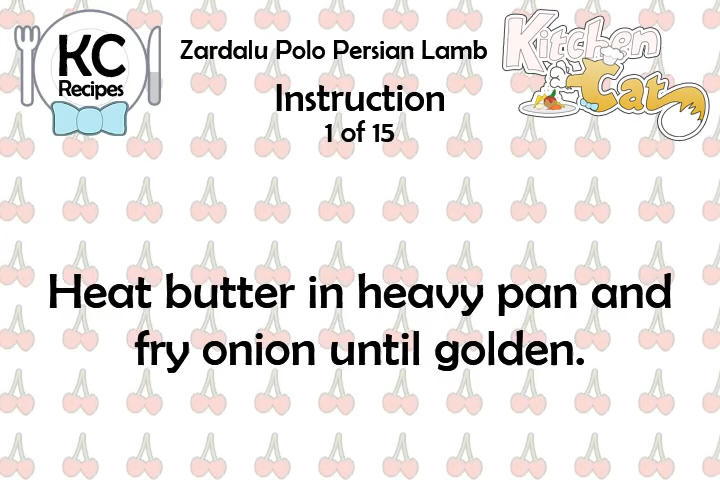 KC
Recipes
Zardalu Polo Persian Lamb
Kitchen
Cat
Instruction
1 of 15
Heat butter in heavy pan and
fry onion until golden.